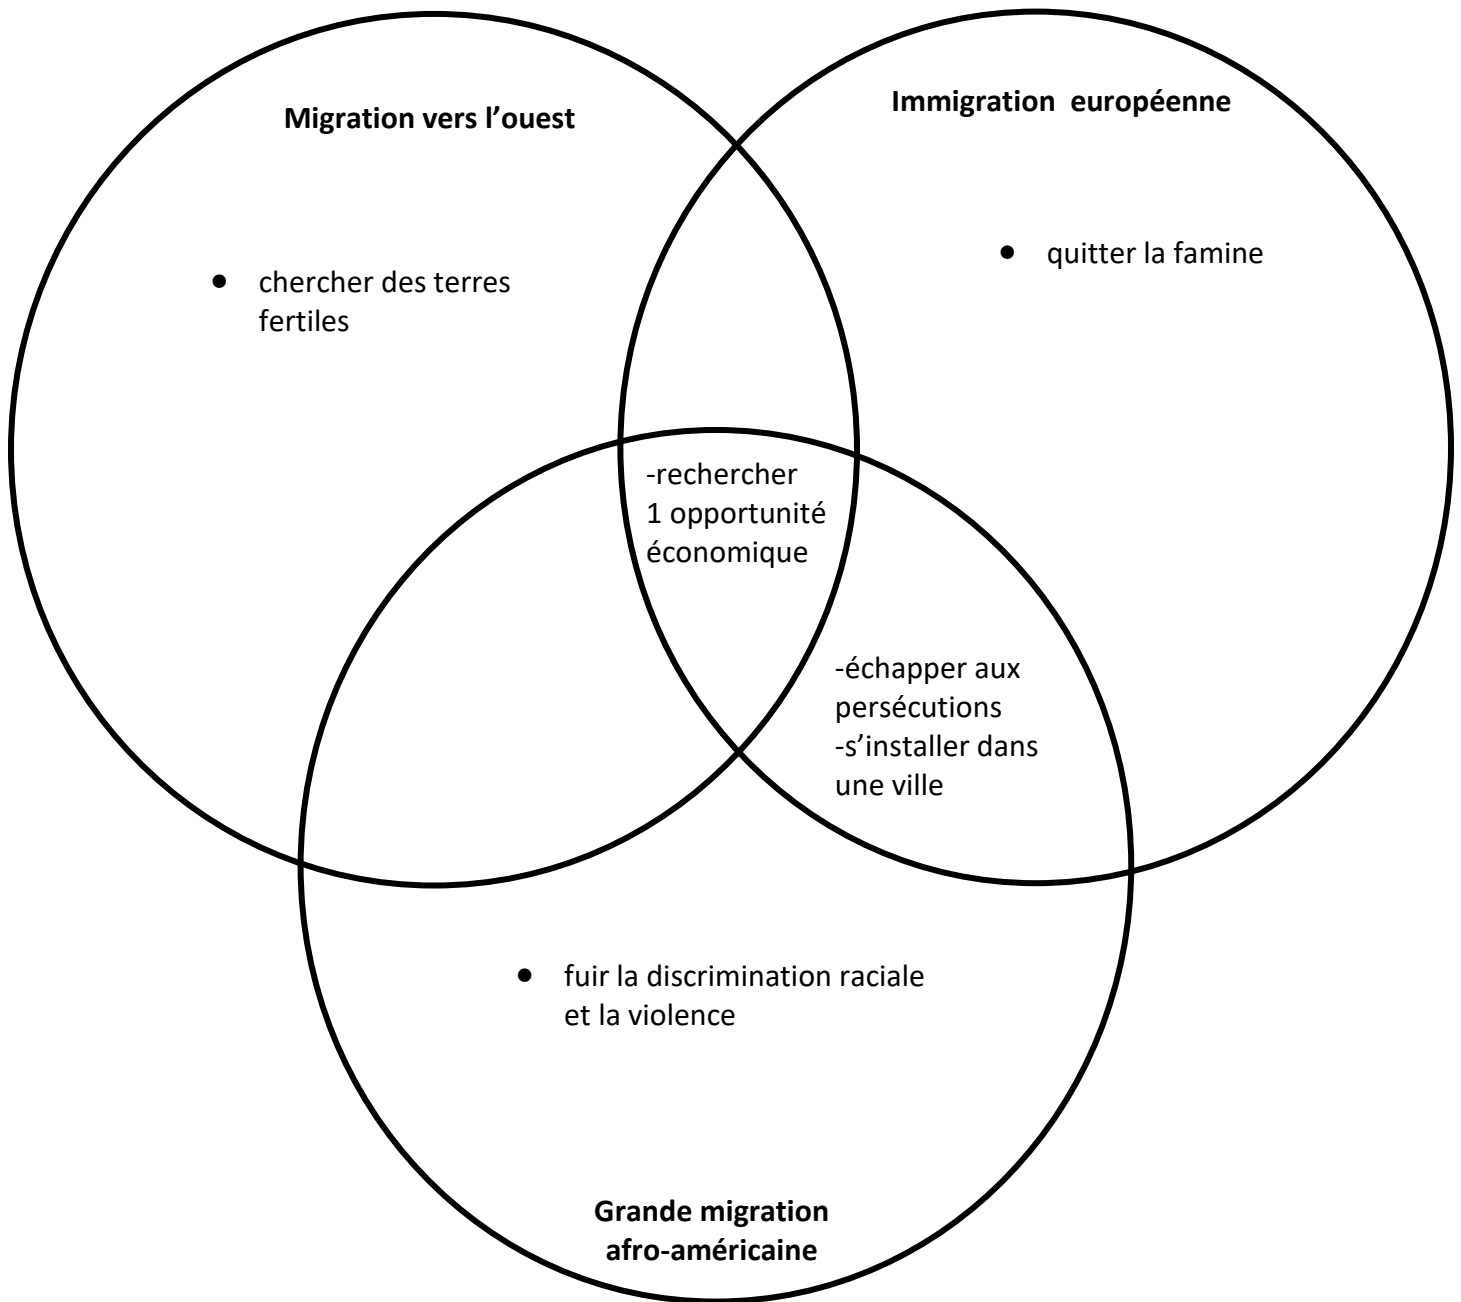 Migration vers l’ouest
Immigration  européenne
• chercher des terres
fertiles
• quitter la famine
-rechercher
1 opportunité
économique
-échapper aux
persécutions
-s’installer dans
une ville
• fuir la discrimination raciale
et la violence
Grande migration
afro-américaine